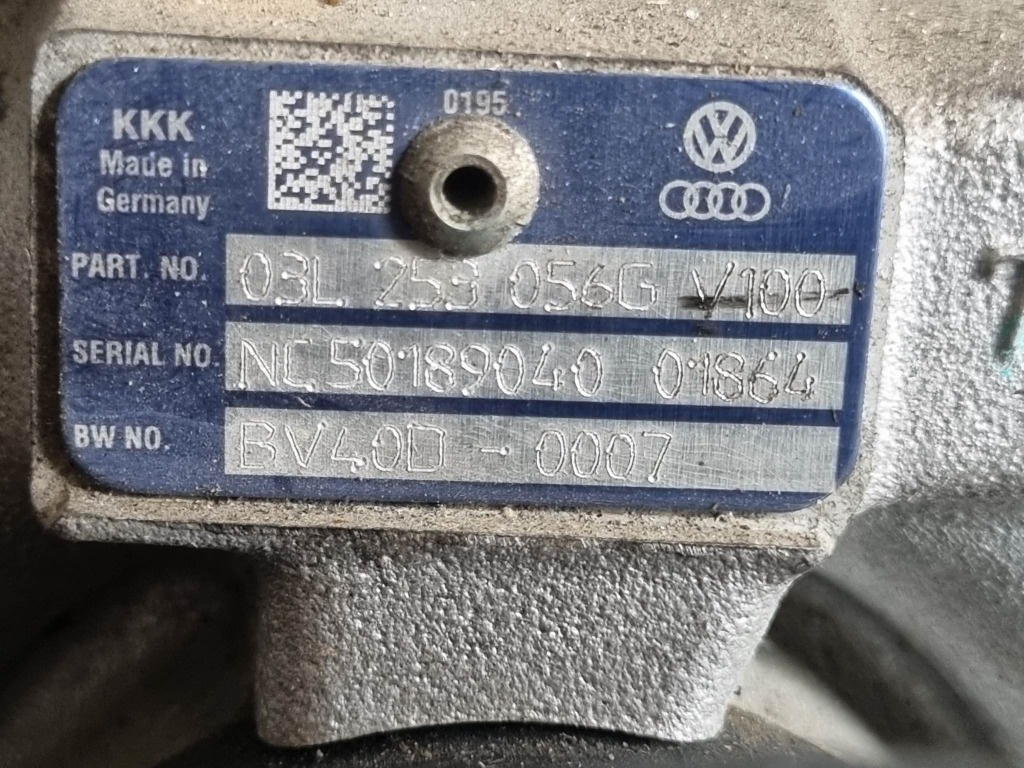 KKK
Made in
Germany
0195
PART. NO. 03L 253 056G V100
SERIAL NO. NC50189040 01864
BW NO. BV40D - 0007